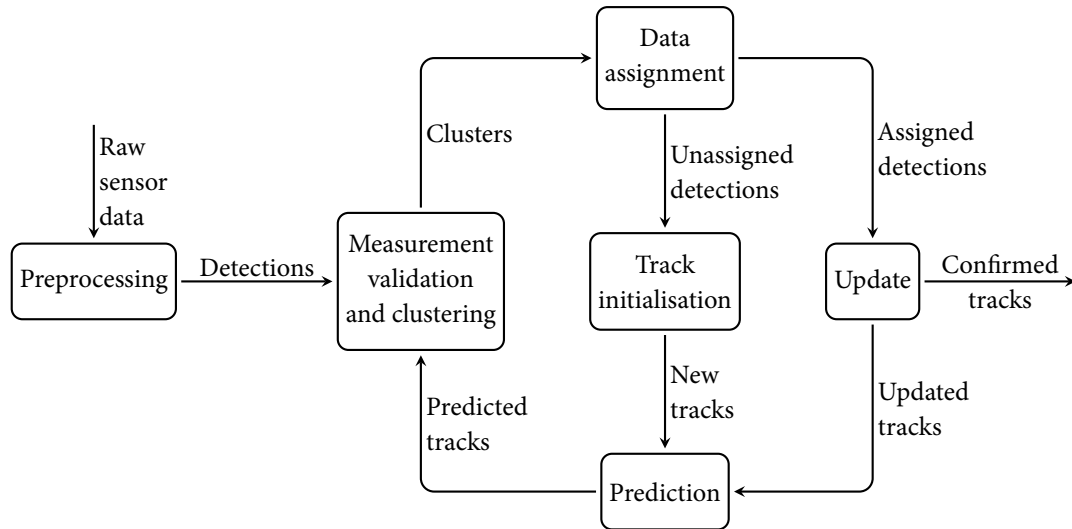 Data
assignment
Clusters
Unassigned
detections
Assigned
detections
Raw
sensor
data
Preprocessing
Detections
Measurement
validation
and clustering
Track
initialisation
Update
Confirmed
tracks
Predicted
tracks
New
tracks
Updated
tracks
Prediction